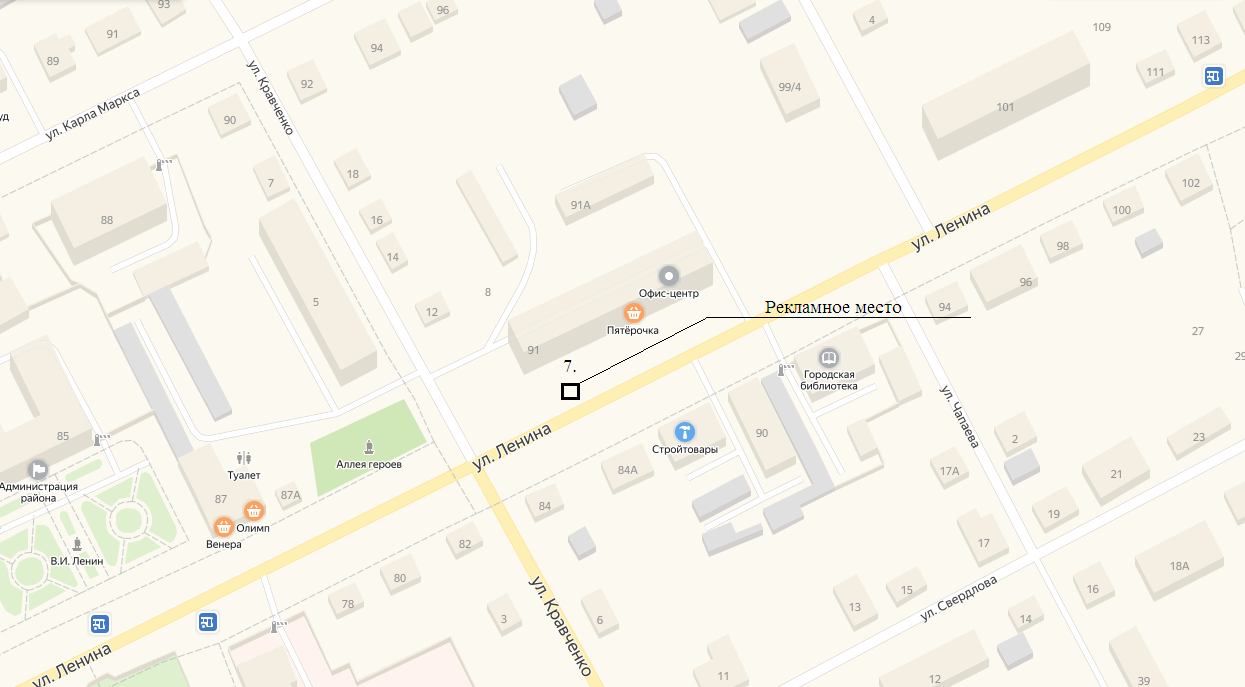 93
96
91
94
89
ул. Кравченко
92
ул. Карла Маркса
уд
90
4
109
113
99/4
111
101
18
7
91А
102
88
16
100
ул. Ленина
14
98
Офис-центр
96
8
5
12
Рекламное место
94
Пятёрочка
27
91
29
7.
Городская
библиотека
ул. Чапаева
85
ул. Ленина
90
2
23
Стройтовары
Аллея героев
Туалет
84А
17А
21
Администрация
района
87
87А
84
19
Олимп
Венера
82
17
В.И. Ленин
18А
80
15
16
78
13
ул. Свердлова
3
6
14
ул. Кравченко
ул. Ленина
11
12
39